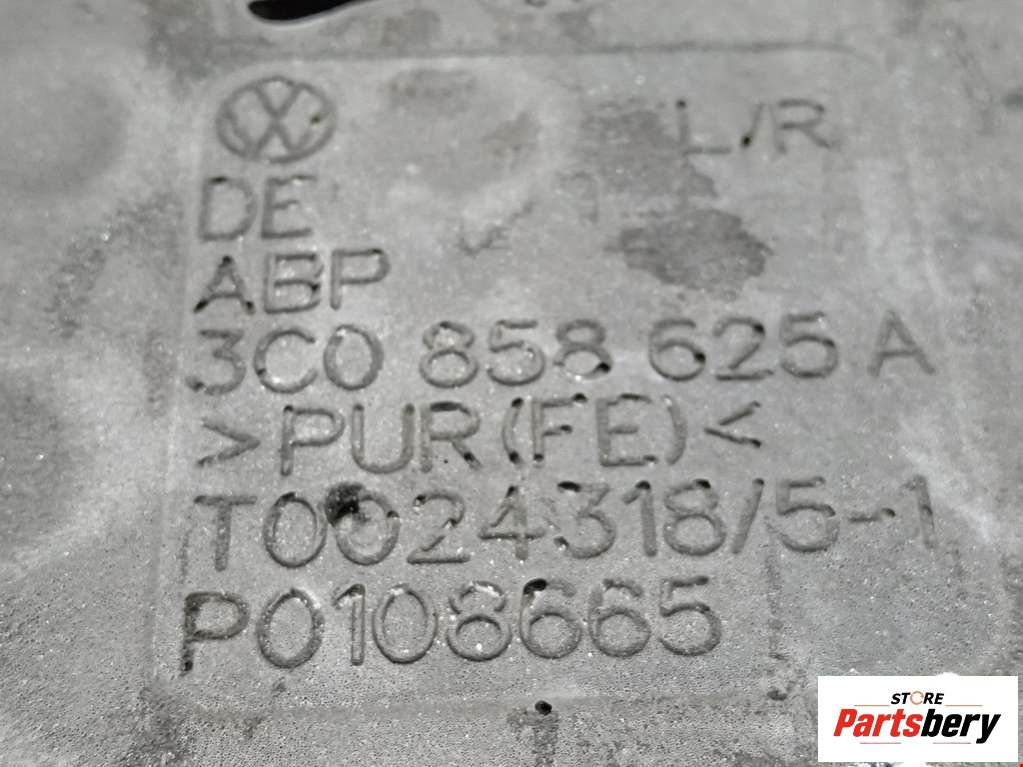 L/R
DE
ABP
3C0 858 625 A
>PUR(FE)<
T0024318/5-1
P0108665
STORE
Partsbery